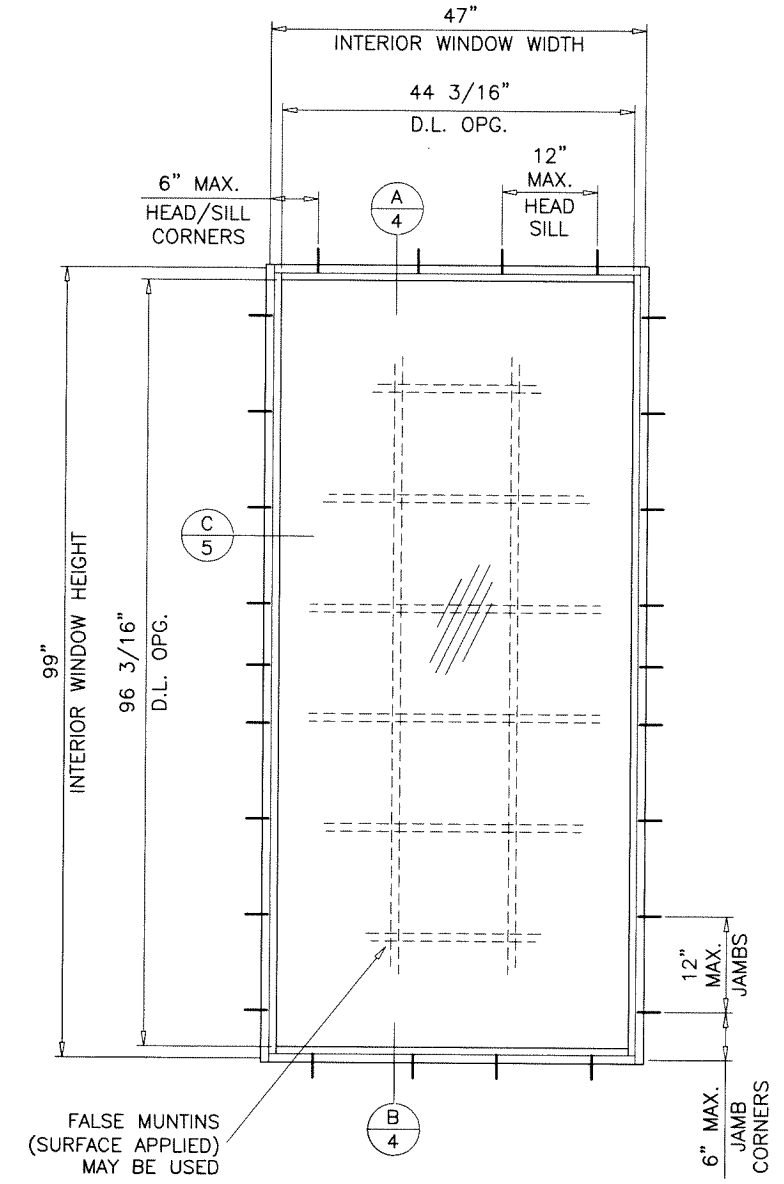 47"
INTERIOR WINDOW WIDTH
44 3/16"
D.L. OPG.
6" MAX.
HEAD/SILL
CORNERS
A
4
12"
MAX.
HEAD
SILL
C
5
99"
INTERIOR WINDOW HEIGHT
96 3/16"
D.L. OPG.
12"
MAX.
JAMBS
6" MAX.
JAMB
CORNERS
B
4
FALSE MUNTINS
(SURFACE APPLIED)
MAY BE USED